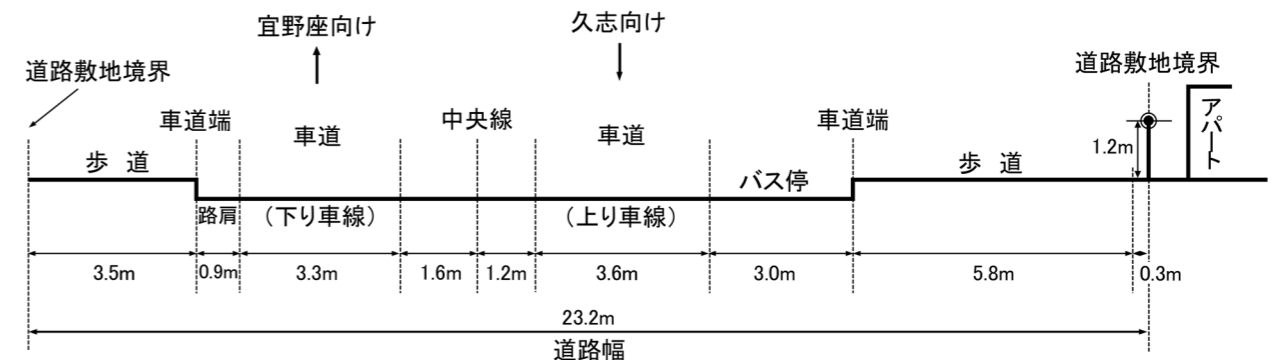 宜野座向け
久志向け
道路敷地境界
道路敷地境界
車道端
車道
中央線
車道
車道端
1.2m
アパート
歩 道
バス停
歩 道
路肩
(下り車線)
(上り車線)
3.5m
0.9m
3.3m
1.6m
1.2m
3.6m
3.0m
5.8m
0.3m
23.2m
道路幅